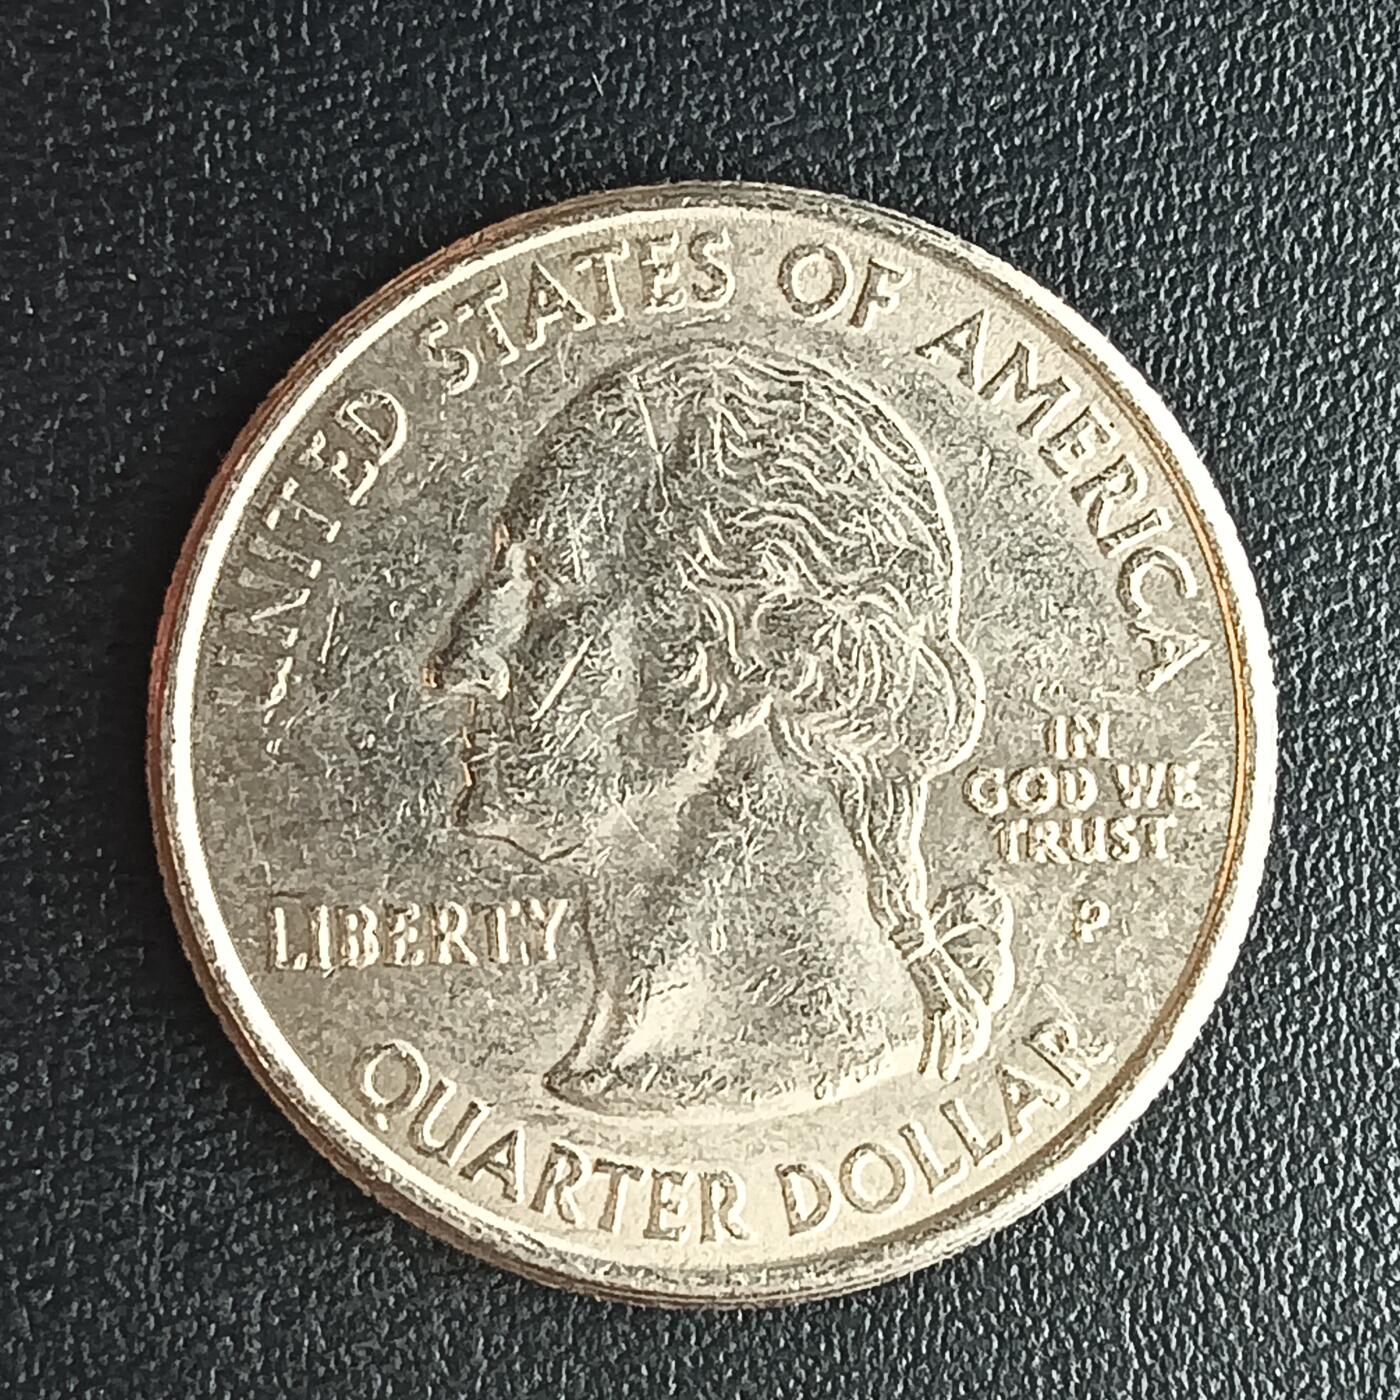 UNITED STATES OF AMERICA
LIBERTY
IN
GOD WE
TRUST
P
QUARTER DOLLAR